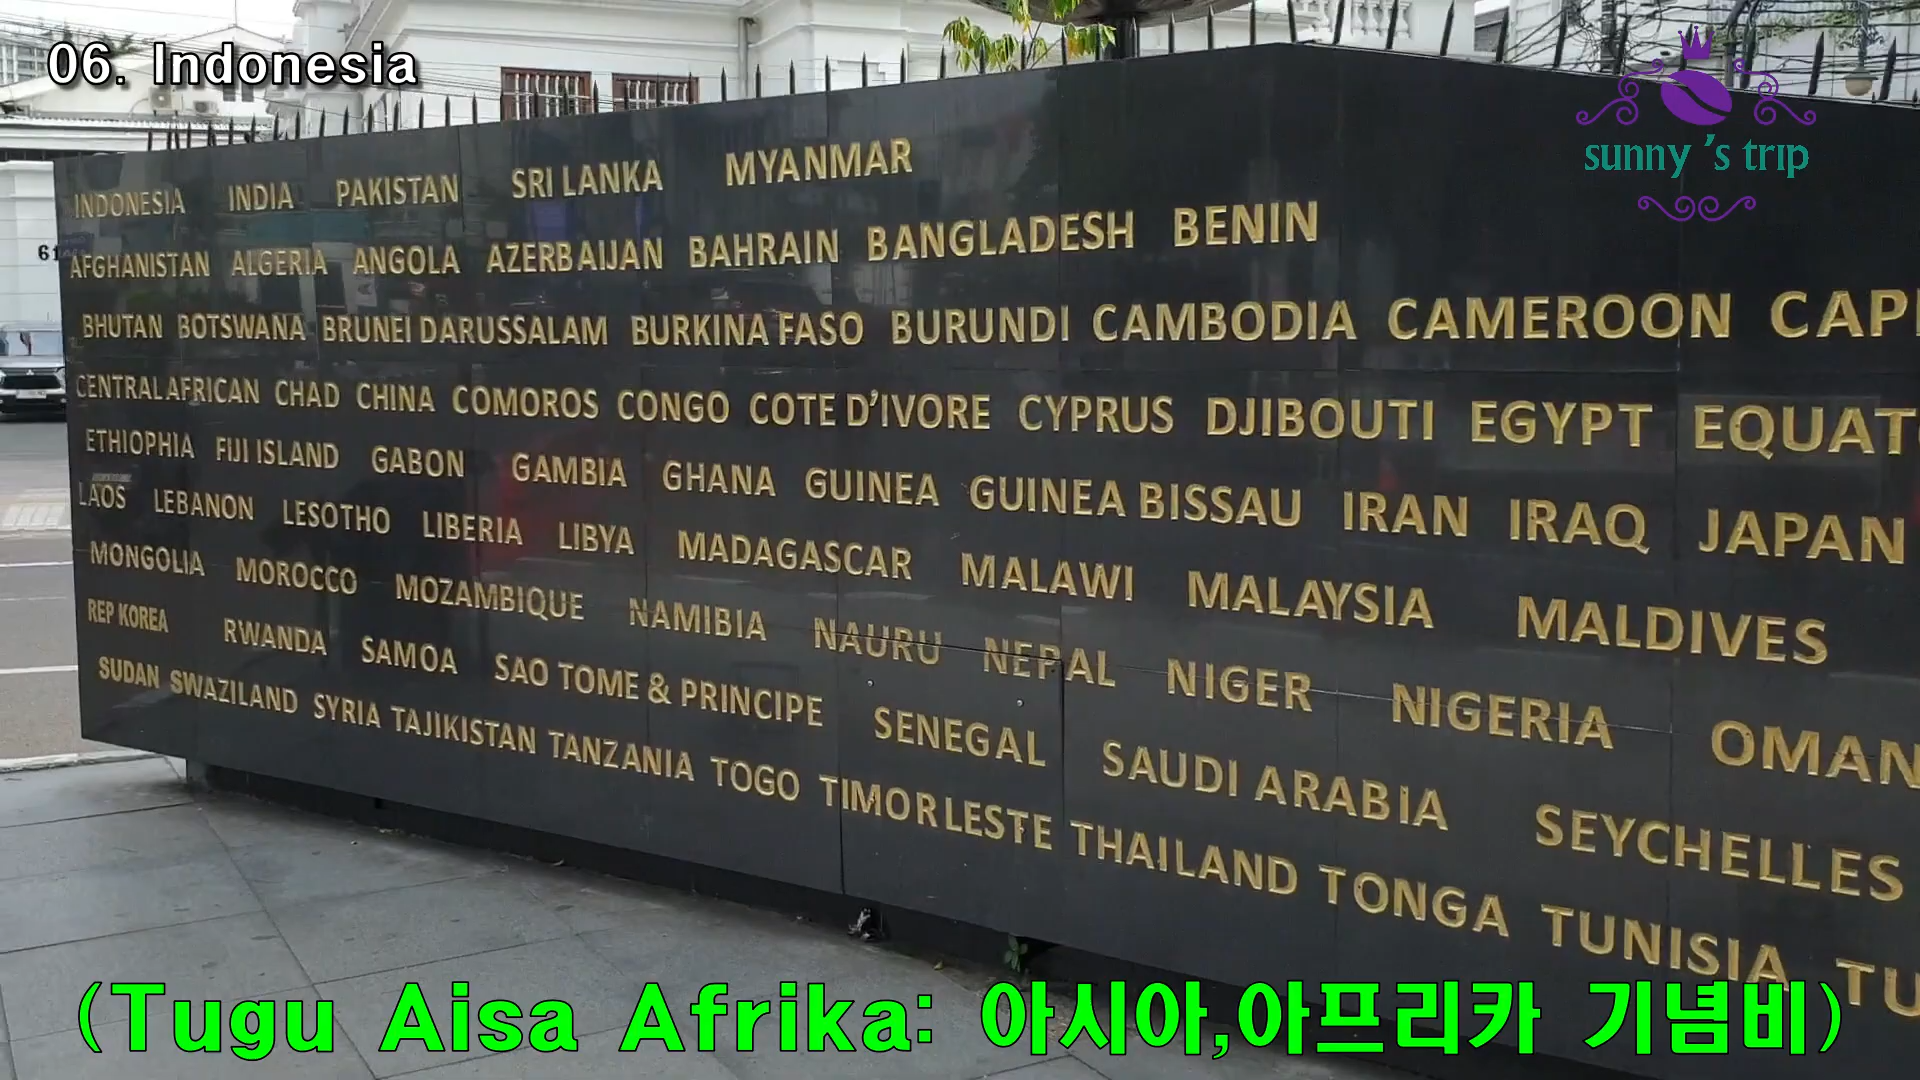 06. Indonesia
sunny 's trip
INDONESIA INDIA PAKISTAN SRI LANKA MYANMAR
AFGHANISTAN ALGERIA ANGOLA AZERBAIJAN BAHRAIN BANGLADESH BENIN
BHUTAN BOTSWANA BRUNEI DARUSSALAM BURKINA FASO BURUNDI CAMBODIA CAMEROON CAP
CENTRAL AFRICAN CHAD CHINA COMOROS CONGO COTE D'IVORE CYPRUS DJIBOUTI EGYPT EQUAT
ETHIOPHIA FIJI ISLAND GABON GAMBIA GHANA GUINEA GUINEA BISSAU IRAN IRAQ JAPAN
LAOS LEBANON LESOTHO LIBERIA LIBYA MADAGASCAR MALAWI MALAYSIA MALDIVES
MONGOLIA MOROCCO MOZAMBIQUE NAMIBIA NAURU NEPAL NIGER NIGERIA OMAN
REP KOREA RWANDA SAMOA SAO TOME & PRINCIPE SENEGAL SAUDI ARABIA SEYCHELLES
SUDAN SWAZILAND SYRIA TAJIKISTAN TANZANIA TOGO TIMOR LESTE THAILAND TONGA TUNISIA TU
(Tugu Aisa Afrika: 아시아,아프리카 기념비)